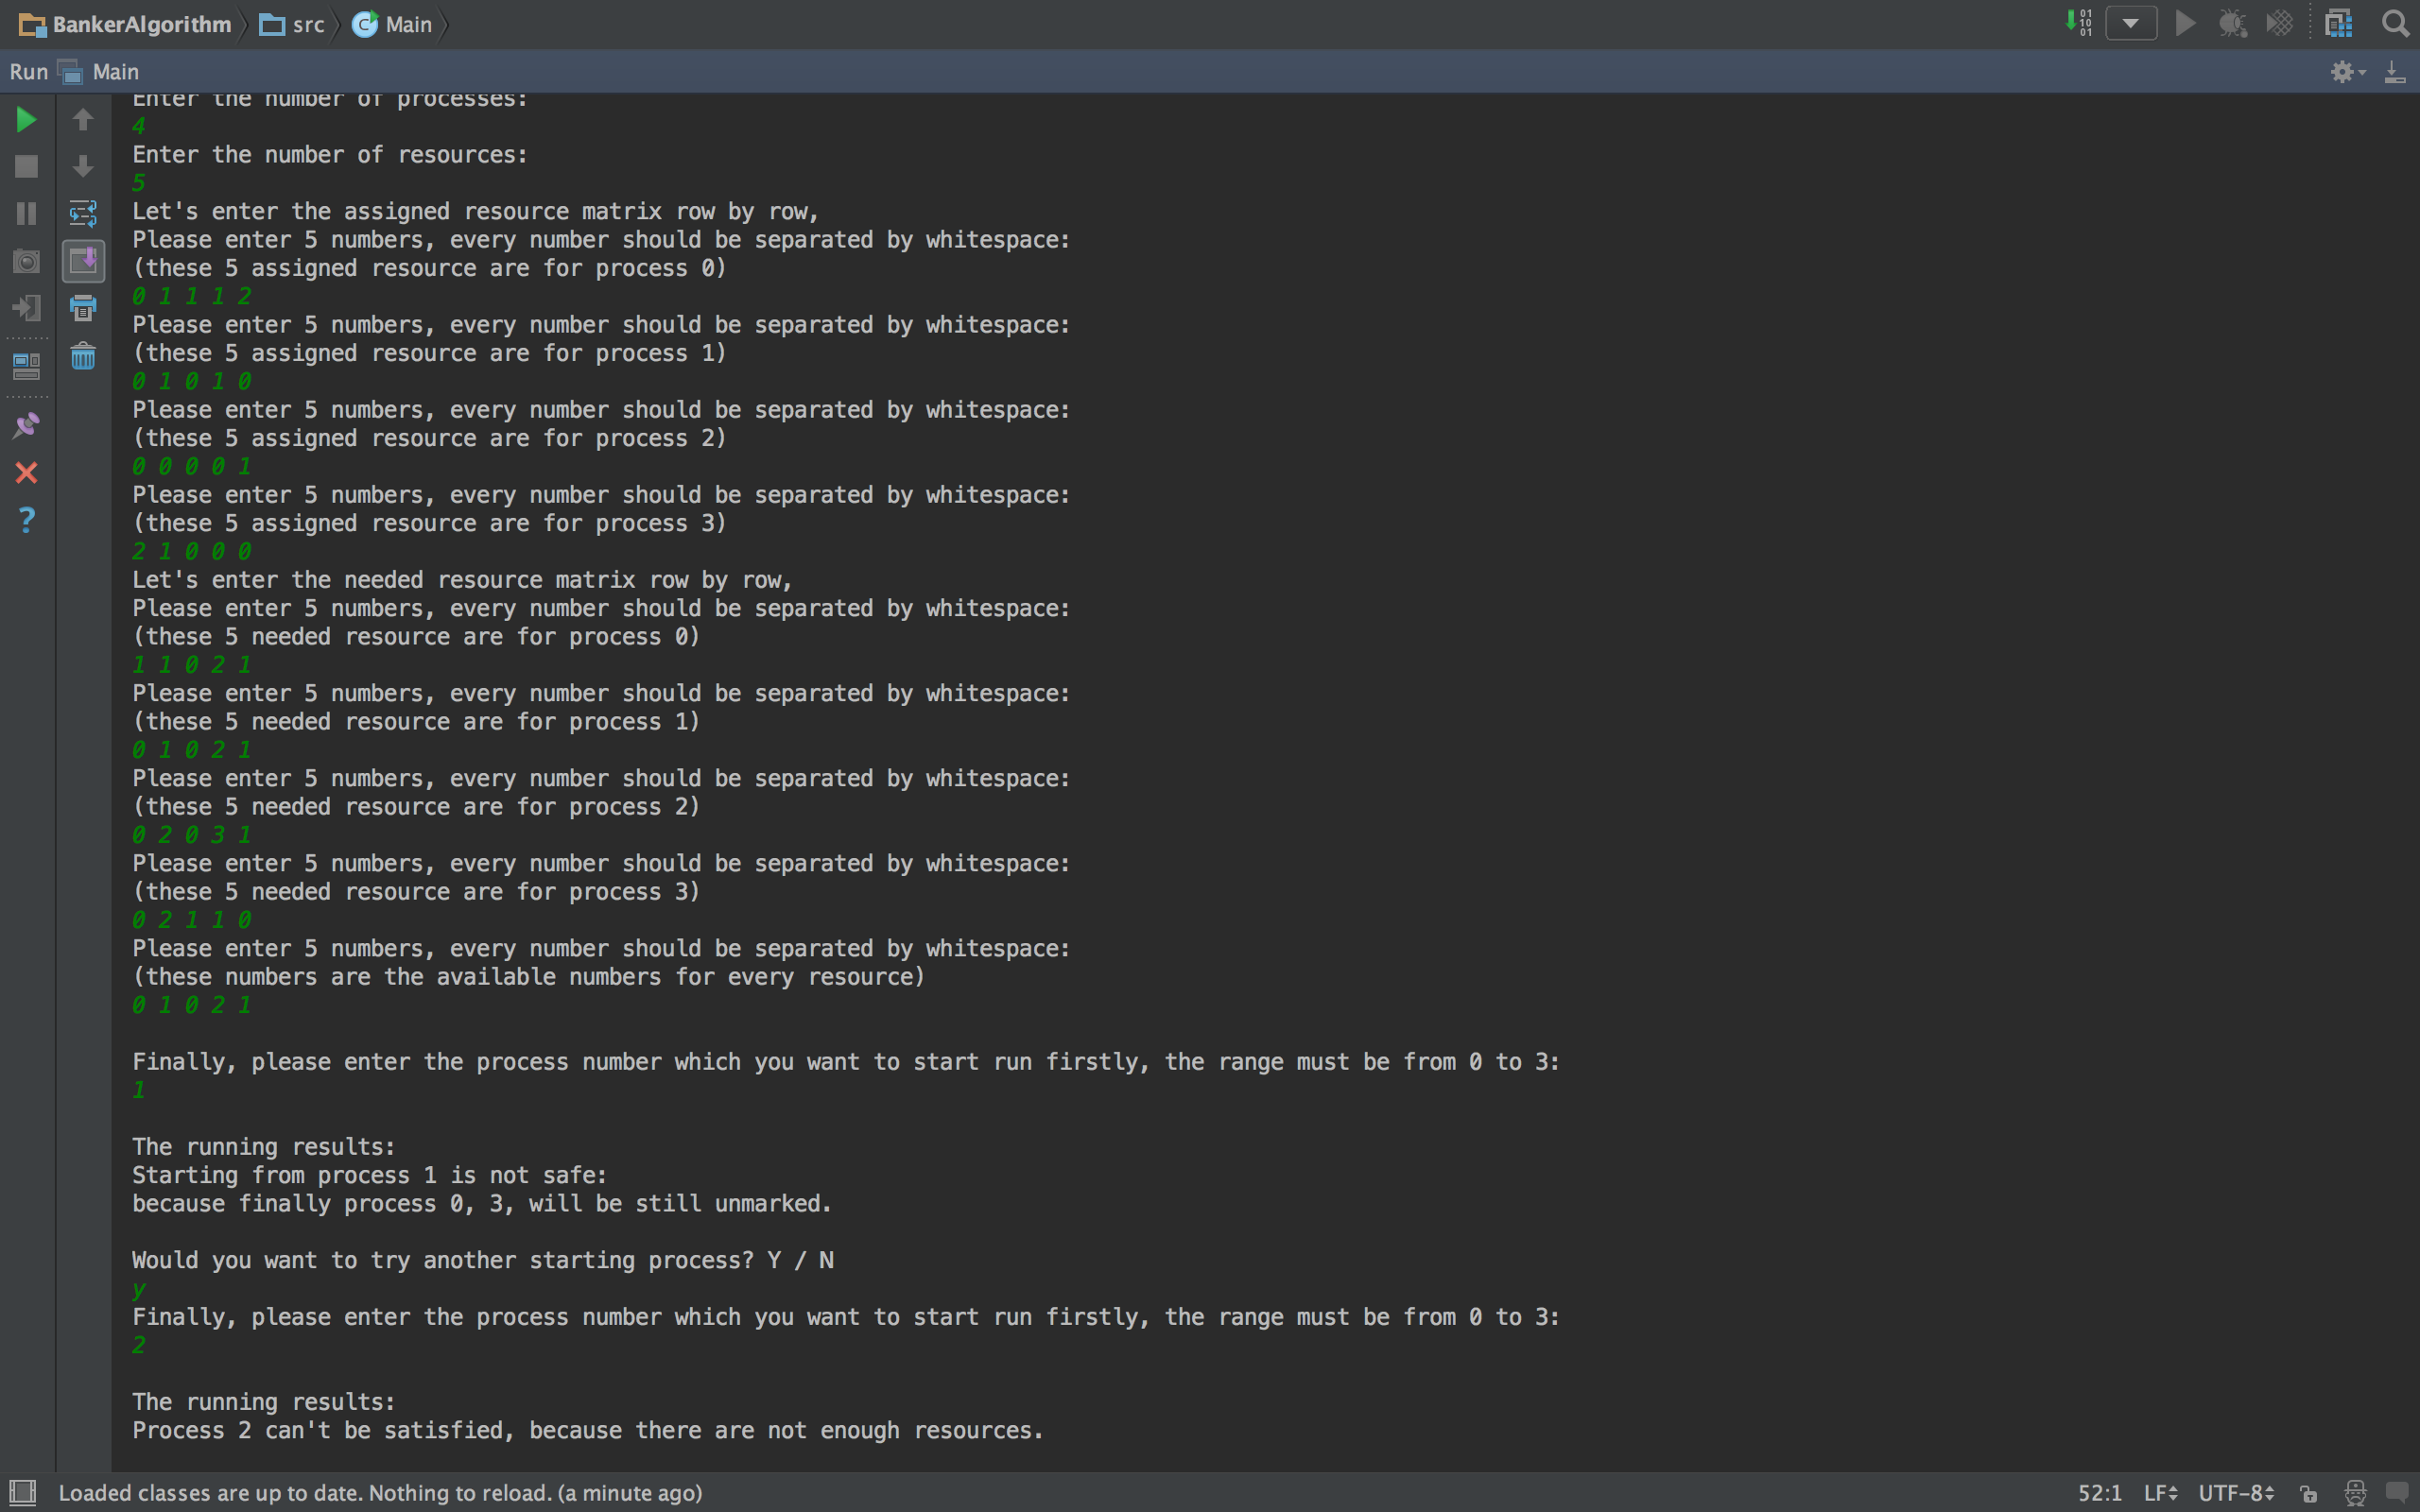 BankerAlgorithm src Main
Run Main
Enter the number of processes:
4
Enter the number of resources:
5
Let's enter the assigned resource matrix row by row,
Please enter 5 numbers, every number should be separated by whitespace:
(these 5 assigned resource are for process 0)
0 1 1 1 2
Please enter 5 numbers, every number should be separated by whitespace:
(these 5 assigned resource are for process 1)
0 1 0 1 0
Please enter 5 numbers, every number should be separated by whitespace:
(these 5 assigned resource are for process 2)
0 0 0 0 1
Please enter 5 numbers, every number should be separated by whitespace:
(these 5 assigned resource are for process 3)
2 1 0 0 0
Let's enter the needed resource matrix row by row,
Please enter 5 numbers, every number should be separated by whitespace:
(these 5 needed resource are for process 0)
1 1 0 2 1
Please enter 5 numbers, every number should be separated by whitespace:
(these 5 needed resource are for process 1)
0 1 0 2 1
Please enter 5 numbers, every number should be separated by whitespace:
(these 5 needed resource are for process 2)
0 2 0 3 1
Please enter 5 numbers, every number should be separated by whitespace:
(these 5 needed resource are for process 3)
0 2 1 1 0
Please enter 5 numbers, every number should be separated by whitespace:
(these numbers are the available numbers for every resource)
0 1 0 2 1
Finally, please enter the process number which you want to start run firstly, the range must be from 0 to 3:
1
The running results:
Starting from process 1 is not safe:
because finally process 0, 3, will be still unmarked.
Would you want to try another starting process? Y / N
y
Finally, please enter the process number which you want to start run firstly, the range must be from 0 to 3:
2
The running results:
Process 2 can't be satisfied, because there are not enough resources.
Loaded classes are up to date. Nothing to reload. (a minute ago) 52:1 LF UTF-8